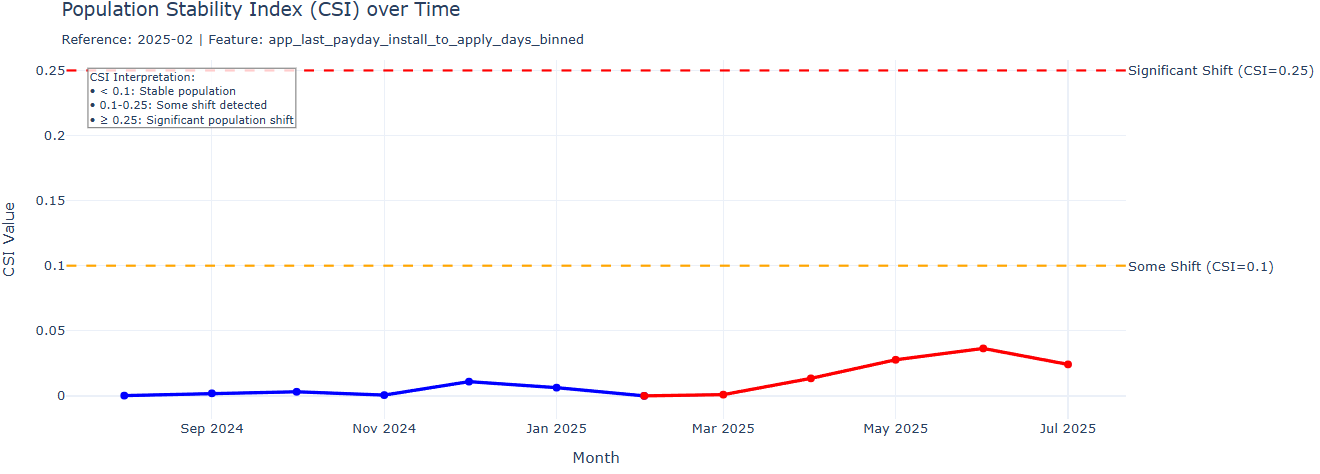 Population Stability Index (CSI) over Time
Reference: 2025-02 | Feature: app_last_payday_install_to_apply_days_binned
CSI Interpretation:
• < 0.1: Stable population
• 0.1-0.25: Some shift detected
• ≥ 0.25: Significant population shift
0.25
0.2
0.15
0.1
0.05
0
CSI Value
Significant Shift (CSI=0.25)
Some Shift (CSI=0.1)
Sep 2024
Nov 2024
Jan 2025
Mar 2025
May 2025
Jul 2025
Month